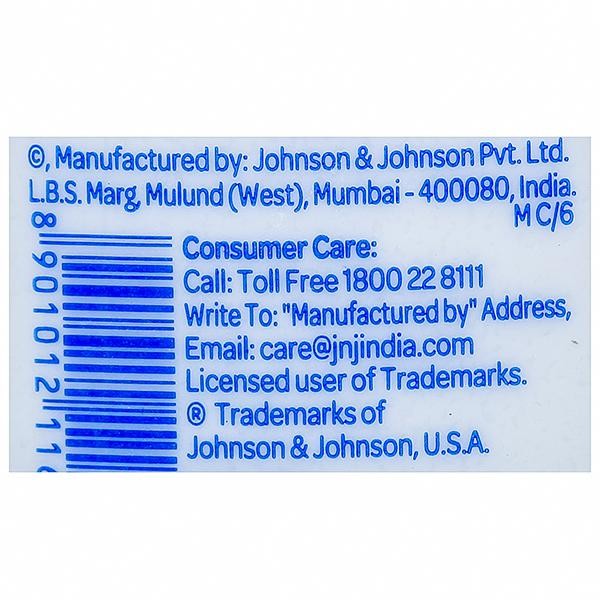 ©, Manufactured by: Johnson & Johnson Pvt. Ltd.
L.B.S. Marg, Mulund (West), Mumbai - 400080, India.
M C/6
Consumer Care:
Call: Toll Free 1800 22 8111
Write To: "Manufactured by" Address,
Email: care@jnjindia.com
Licensed user of Trademarks.
® Trademarks of
Johnson & Johnson, U.S.A.
8 901012 11